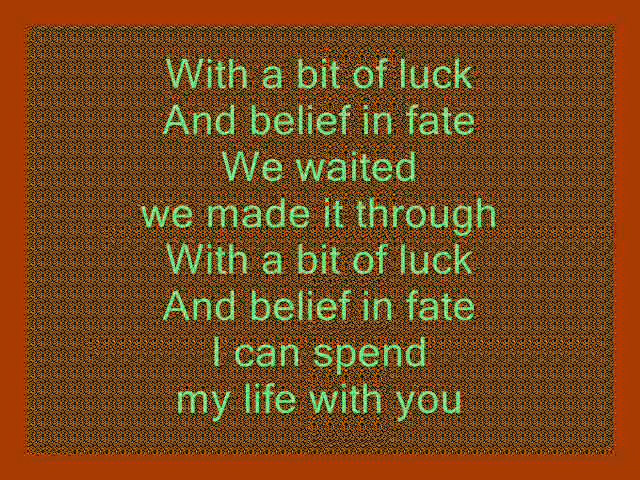 With a bit of luck
And belief in fate
We waited
we made it through
With a bit of luck
And belief in fate
I can spend
my life with you